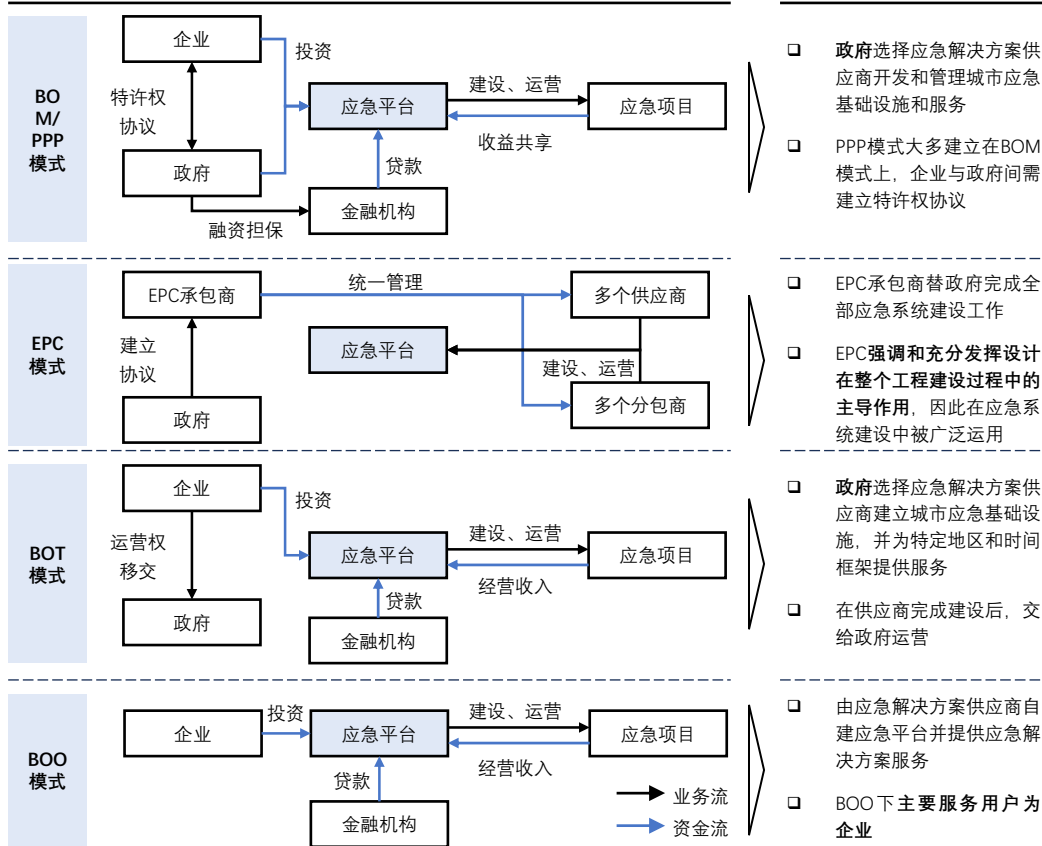 BO
M/
PPP
模式
企业
投资
特许权
协议
应急平台
建设、运营
应急项目
收益共享
政府
贷款
融资担保
金融机构
政府选择应急解决方案供
应商开发和管理城市应急
基础设施和服务
PPP模式大多建立在BOM
模式上，企业与政府间需
建立特许权协议
EPC
模式
EPC承包商
统一管理
多个供应商
建立
协议
应急平台
建设、运营
政府
多个分包商
EPC承包商替政府完成全
部应急系统建设工作
EPC强调和充分发挥设计
在整个工程建设过程中的
主导作用，因此在应急系
统建设中被广泛运用
BOT
模式
企业
投资
运营权
移交
应急平台
建设、运营
应急项目
经营收入
贷款
政府
金融机构
政府选择应急解决方案供
应商建立城市应急基础设
施，并为特定地区和时间
框架提供服务
在供应商完成建设后，交
给政府运营
BOO
模式
企业
投资
应急平台
建设、运营
应急项目
经营收入
贷款
金融机构
业务流
资金流
由应急解决方案供应商自
建应急平台并提供应急解
决方案服务
BOO下主要服务用户为
企业